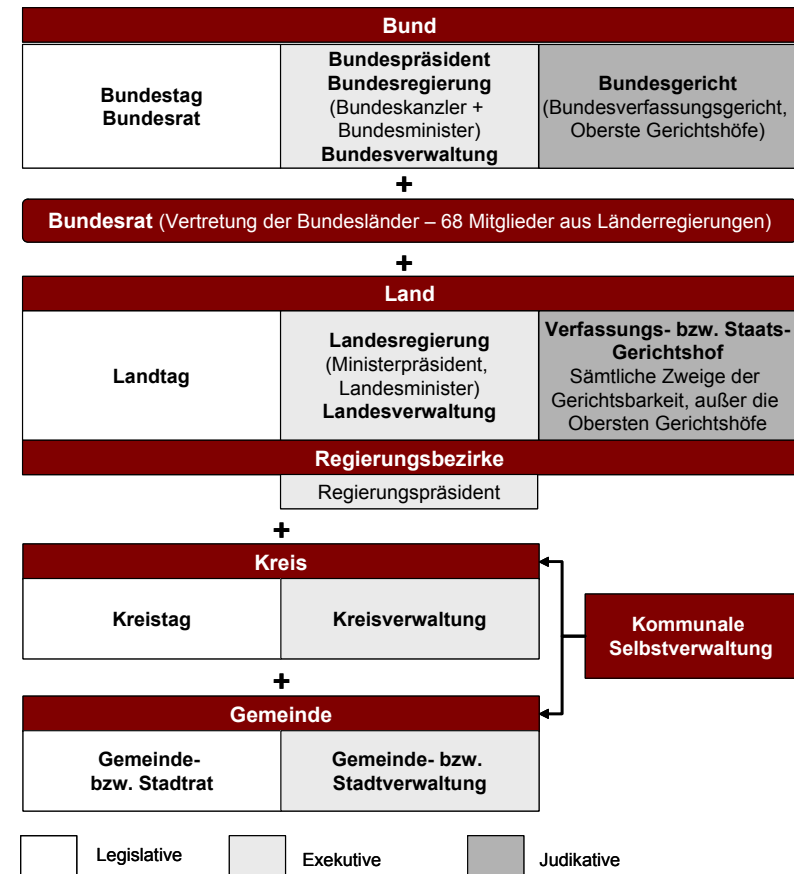 Bund
Bundestag
Bundesrat
Bundespräsident
Bundesregierung
(Bundeskanzler +
Bundesminister)
Bundesverwaltung
Bundesgericht
(Bundesverfassungsgericht,
Oberste Gerichtshöfe)
+
Bundesrat (Vertretung der Bundesländer – 68 Mitglieder aus Länderregierungen)
+
Land
Landtag
Landesregierung
(Ministerpräsident,
Landesminister)
Landesverwaltung
Verfassungs- bzw. Staats-
Gerichtshof
Sämtliche Zweige der
Gerichtsbarkeit, außer die
Obersten Gerichtshöfe
Regierungsbezirke
Regierungspräsident
+
Kreis
Kreistag
Kreisverwaltung
Kommunale
Selbstverwaltung
+
Gemeinde
Gemeinde-
bzw. Stadtrat
Gemeinde- bzw.
Stadtverwaltung
Legislative
Exekutive
Judikative